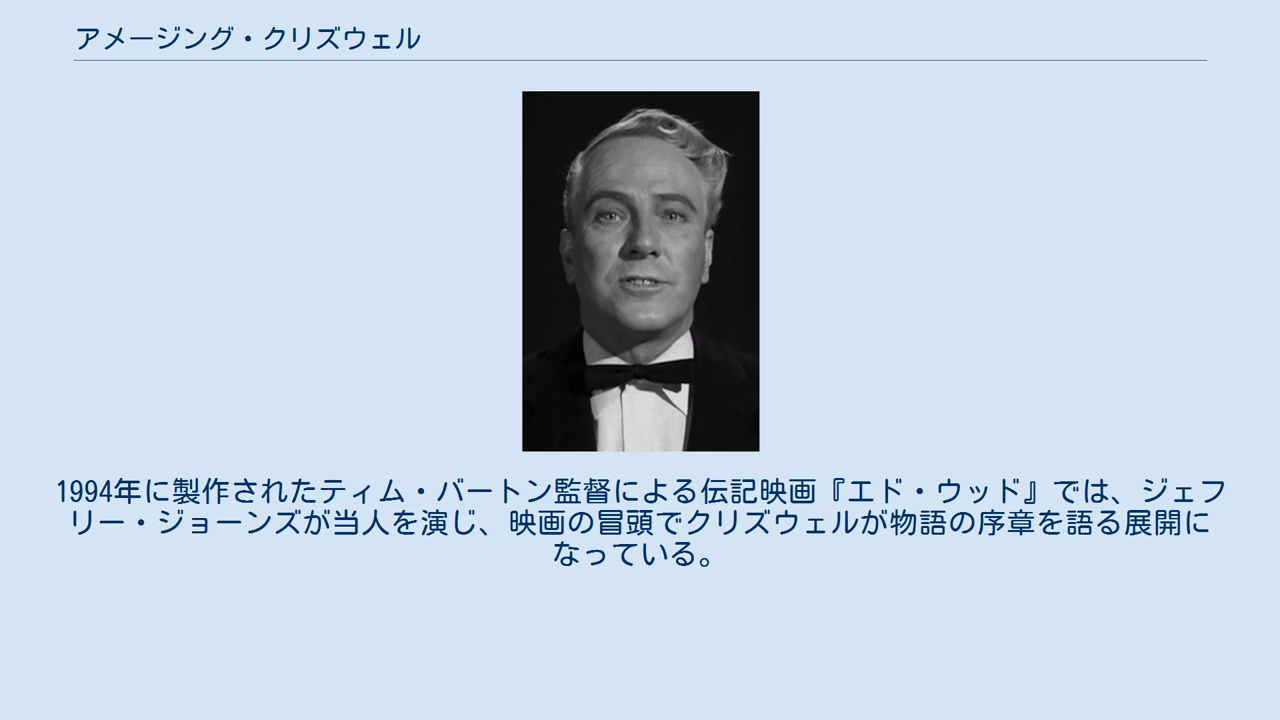 アメージング・クリズウェル
1994年に製作されたティム・バートン監督による伝記映画『エド・ウッド』では、ジェフ
リー・ジョーンズが当人を演じ、映画の冒頭でクリズウェルが物語の序章を語る展開に
なっている。